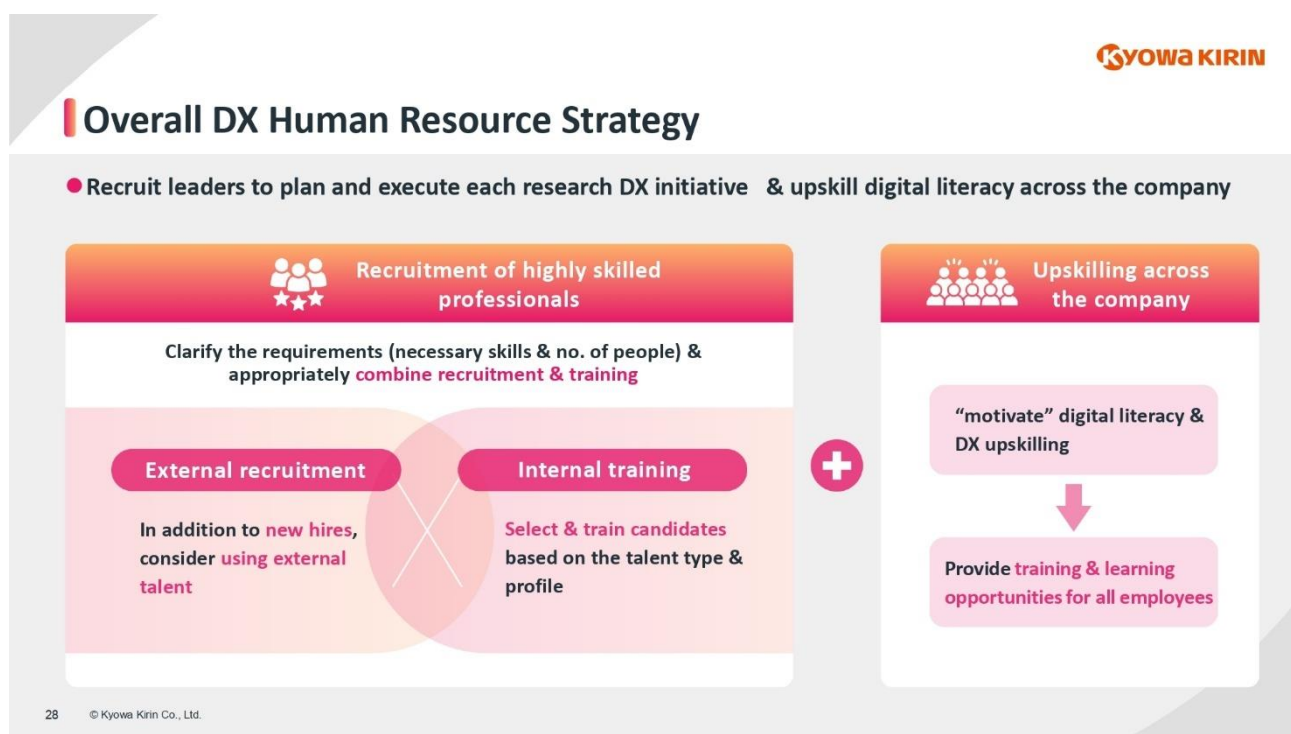 KYOWA KIRIN
Overall DX Human Resource Strategy
Recruit leaders to plan and execute each research DX initiative & upskill digital literacy across the company
Recruitment of highly skilled
professionals
Clarify the requirements (necessary skills & no. of people) &
appropriately combine recruitment & training
External recruitment
In addition to new hires,
consider using external
talent
Internal training
Select & train candidates
based on the talent type &
profile
Upskilling across
the company
“motivate” digital literacy &
DX upskilling
Provide training & learning
opportunities for all employees
28 © Kyowa Kirin Co., Ltd.